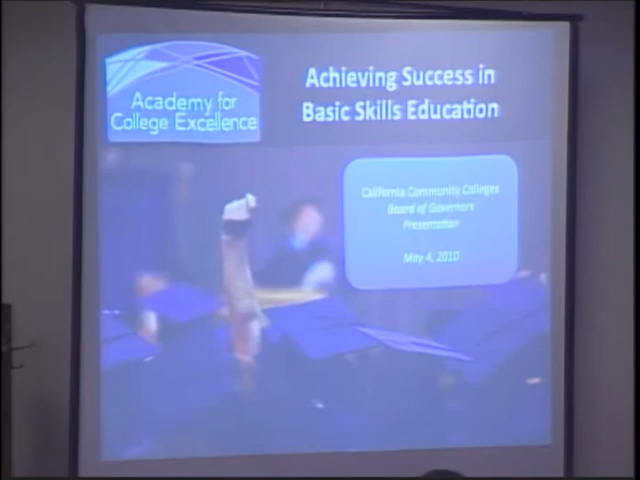 Academy for
College Excellence
Achieving Success in
Basic Skills Education
California Community Colleges
Board of Governors
Presentation
May 4, 2010